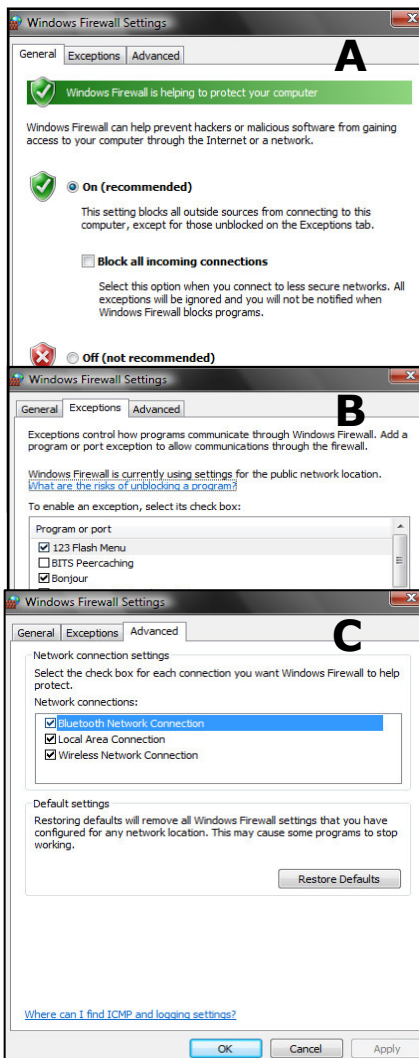 Windows Firewall Settings
General Exceptions Advanced
A
Windows Firewall is helping to protect your computer
Windows Firewall can help prevent hackers or malicious software from gaining
access to your computer through the Internet or a network.
On (recommended)
This setting blocks all outside sources from connecting to this
computer, except for those unblocked on the Exceptions tab.
Block all incoming connections
Select this option when you connect to less secure networks. All
exceptions will be ignored and you will not be notified when
Windows Firewall blocks programs.
Off (not recommended)
Windows Firewall Settings
General Exceptions Advanced
B
Exceptions control how programs communicate through Windows Firewall. Add a
program or port exception to allow communications through the firewall.
Windows Firewall is currently using settings for the public network location.
What are the risks of unblocking a program?
To enable an exception, select its check box:
Program or port
123 Flash Menu
BITS Peercaching
Bonjour
Windows Firewall Settings
General Exceptions Advanced
C
Network connection settings
Select the check box for each connection you want Windows Firewall to help
protect.
Network connections:
Bluetooth Network Connection
Local Area Connection
Wireless Network Connection
Default settings
Restoring defaults will remove all Windows Firewall settings that you have
configured for any network location. This may cause some programs to stop
working.
Restore Defaults
Where can I find ICMP and logging settings?
OK Cancel Apply